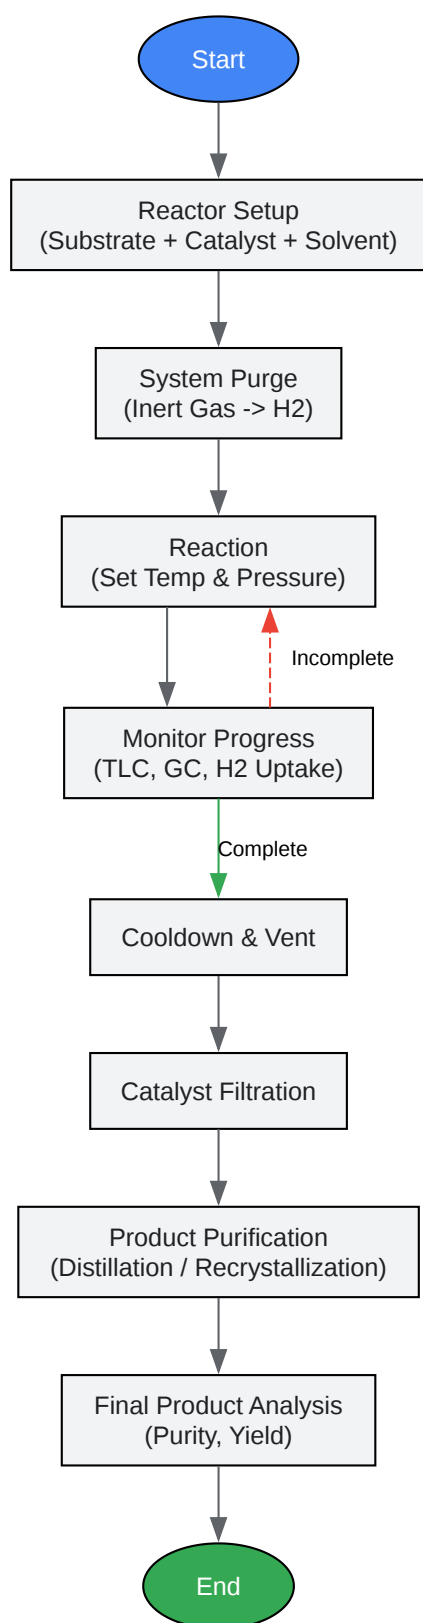 Start
Reactor Setup
(Substrate + Catalyst + Solvent)
System Purge
(Inert Gas -> H2)
Reaction
(Set Temp & Pressure)
Incomplete
Monitor Progress
(TLC, GC, H2 Uptake)
Complete
Cooldown & Vent
Catalyst Filtration
Product Purification
(Distillation / Recrystallization)
Final Product Analysis
(Purity, Yield)
End